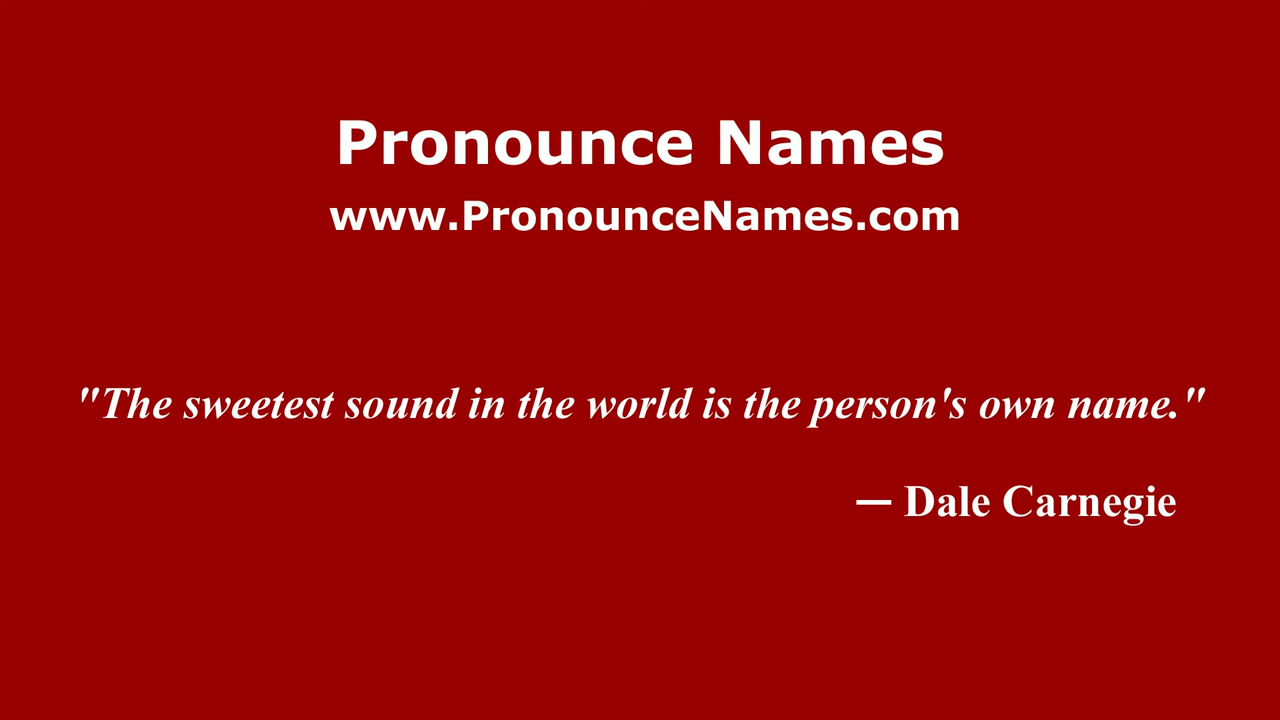 Pronounce Names
www.PronounceNames.com
"The sweetest sound in the world is the person's own name."
— Dale Carnegie